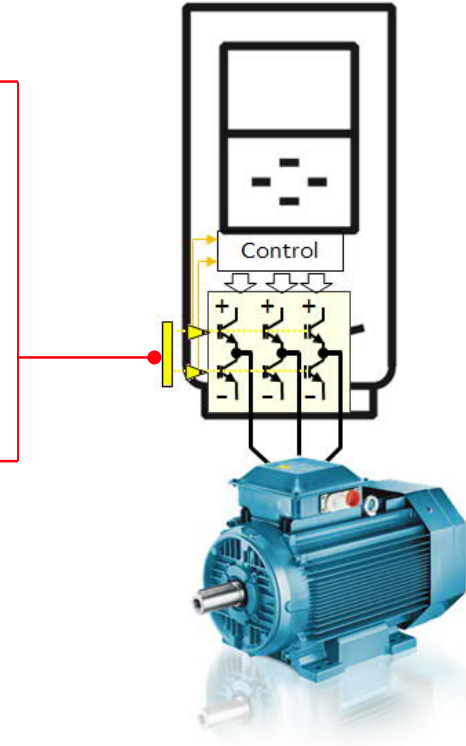 Control
+ + +
- - -